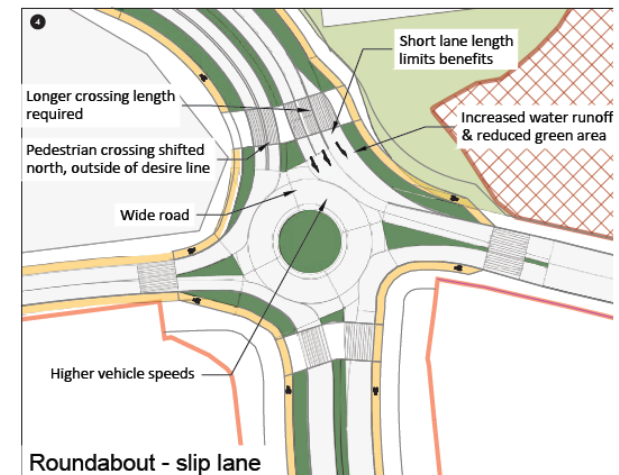 4
Short lane length
limits benefits
Longer crossing length
required
Increased water runoff
& reduced green area
Pedestrian crossing shifted
north, outside of desire line
Wide road
Higher vehicle speeds
Roundabout - slip lane